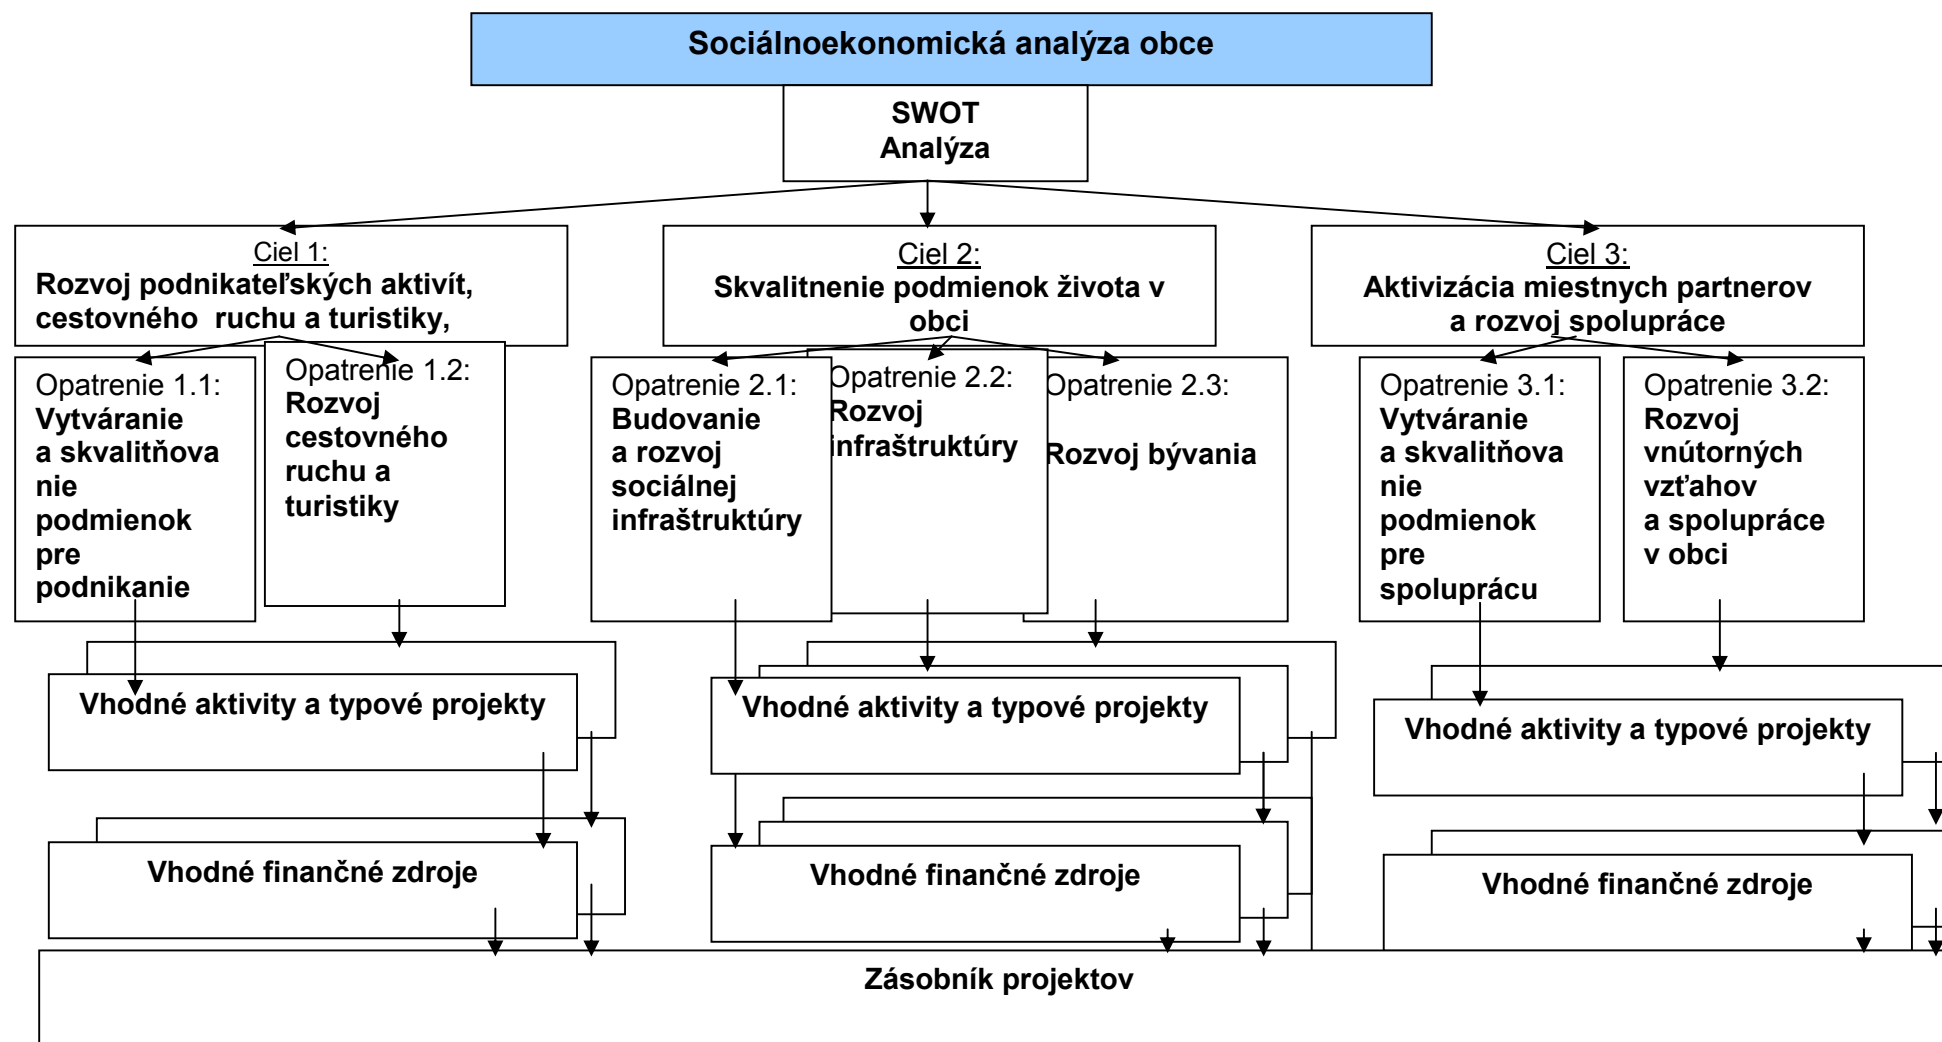 Sociálnoekonomická analýza obce
SWOT
Analýza
Ciel 1:
Rozvoj podnikateľských aktivít,
cestovného ruchu a turistiky,
Ciel 2:
Skvalitnenie podmienok života v
obci
Ciel 3:
Aktivizácia miestnych partnerov
a rozvoj spolupráce
Opatrenie 1.1:
Vytváranie
a skvalitňova
nie
podmienok
pre
podnikanie
Opatrenie 1.2:
Rozvoj
cestovného
ruchu a
turistiky
Opatrenie 2.1:
Budovanie
a rozvoj
sociálnej
infraštruktúry
Opatrenie 2.2:
Rozvoj
infraštruktúry
Opatrenie 2.3:
Rozvoj bývania
Opatrenie 3.1:
Vytváranie
a skvalitňova
nie
podmienok
pre
spoluprácu
Opatrenie 3.2:
Rozvoj
vnútorných
vzťahov
a spolupráce
v obci
Vhodné aktivity a typové projekty
Vhodné aktivity a typové projekty
Vhodné aktivity a typové projekty
Vhodné finančné zdroje
Vhodné finančné zdroje
Vhodné finančné zdroje
Zásobník projektov